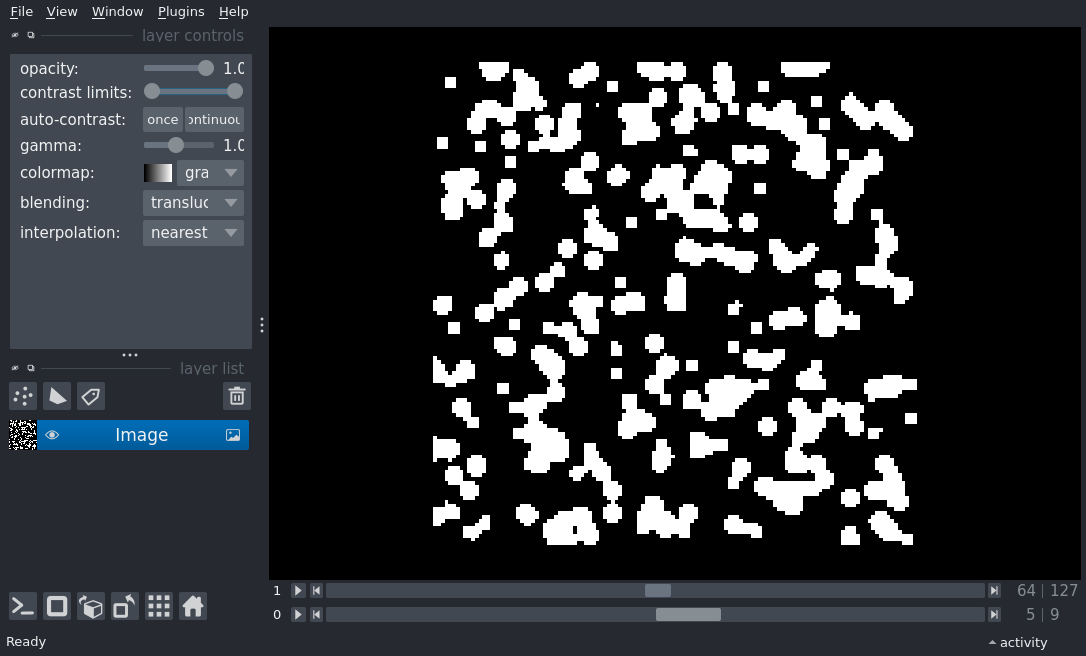 File View Window Plugins Help
layer controls
opacity: 1.0
contrast limits:
auto-contrast: once ontinuou
gamma: 1.0
colormap: gra
blending: transluc
interpolation: nearest
layer list
Image
1 64 127
0 5 9
Ready
activity